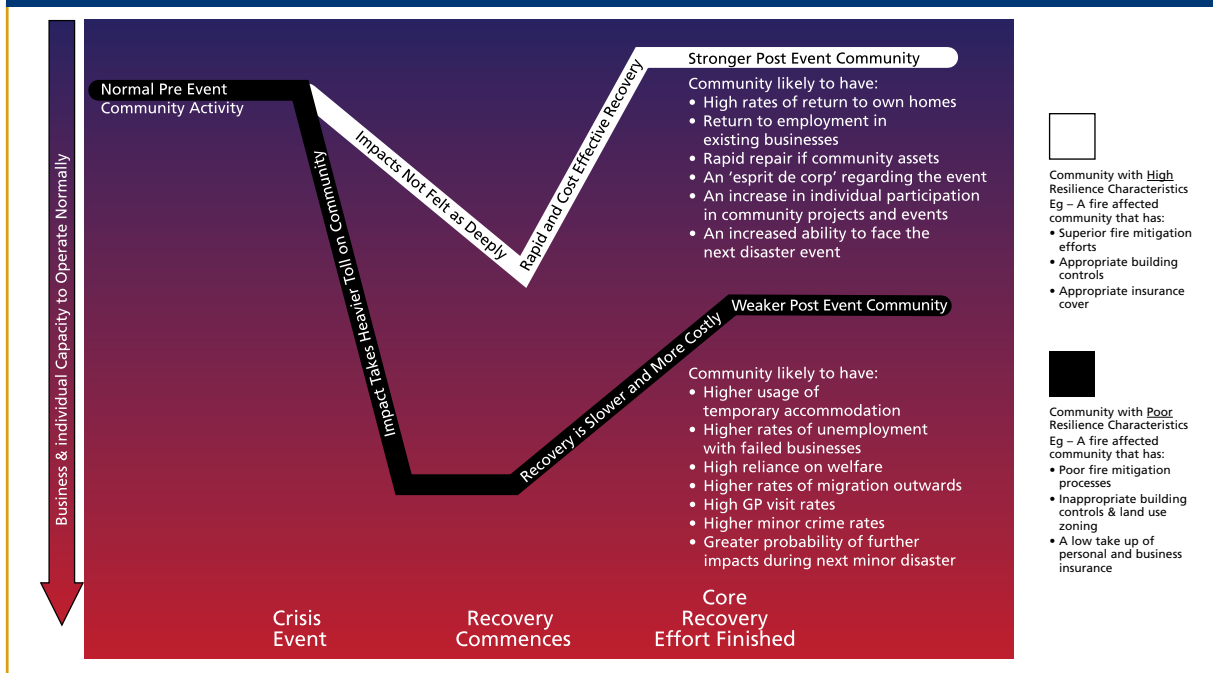 Business & individual Capacity to Operate Normally
Normal Pre Event
Community Activity
Impacts Not Felt as Deeply
Rapid and Cost Effective Recovery
Impact Takes Heavier Toll on Community
Recovery is Slower and More Costly
Stronger Post Event Community
Community likely to have:
• High rates of return to own homes
• Return to employment in
existing businesses
• Rapid repair if community assets
• An ‘esprit de corp’ regarding the event
• An increase in individual participation
in community projects and events
• An increased ability to face the
next disaster event
Weaker Post Event Community
Community likely to have:
• Higher usage of
temporary accommodation
• Higher rates of unemployment
with failed businesses
• High reliance on welfare
• Higher rates of migration outwards
• High GP visit rates
• Higher minor crime rates
• Greater probability of further
impacts during next minor disaster
Crisis
Event
Recovery
Commences
Core
Recovery
Effort Finished
Community with High
Resilience Characteristics
Eg – A fire affected
community that has:
• Superior fire mitigation
efforts
• Appropriate building
controls
• Appropriate insurance
cover
Community with Poor
Resilience Characteristics
Eg – A fire affected
community that has:
• Poor fire mitigation
processes
• Inappropriate building
controls & land use
zoning
• A low take up of
personal and business
insurance